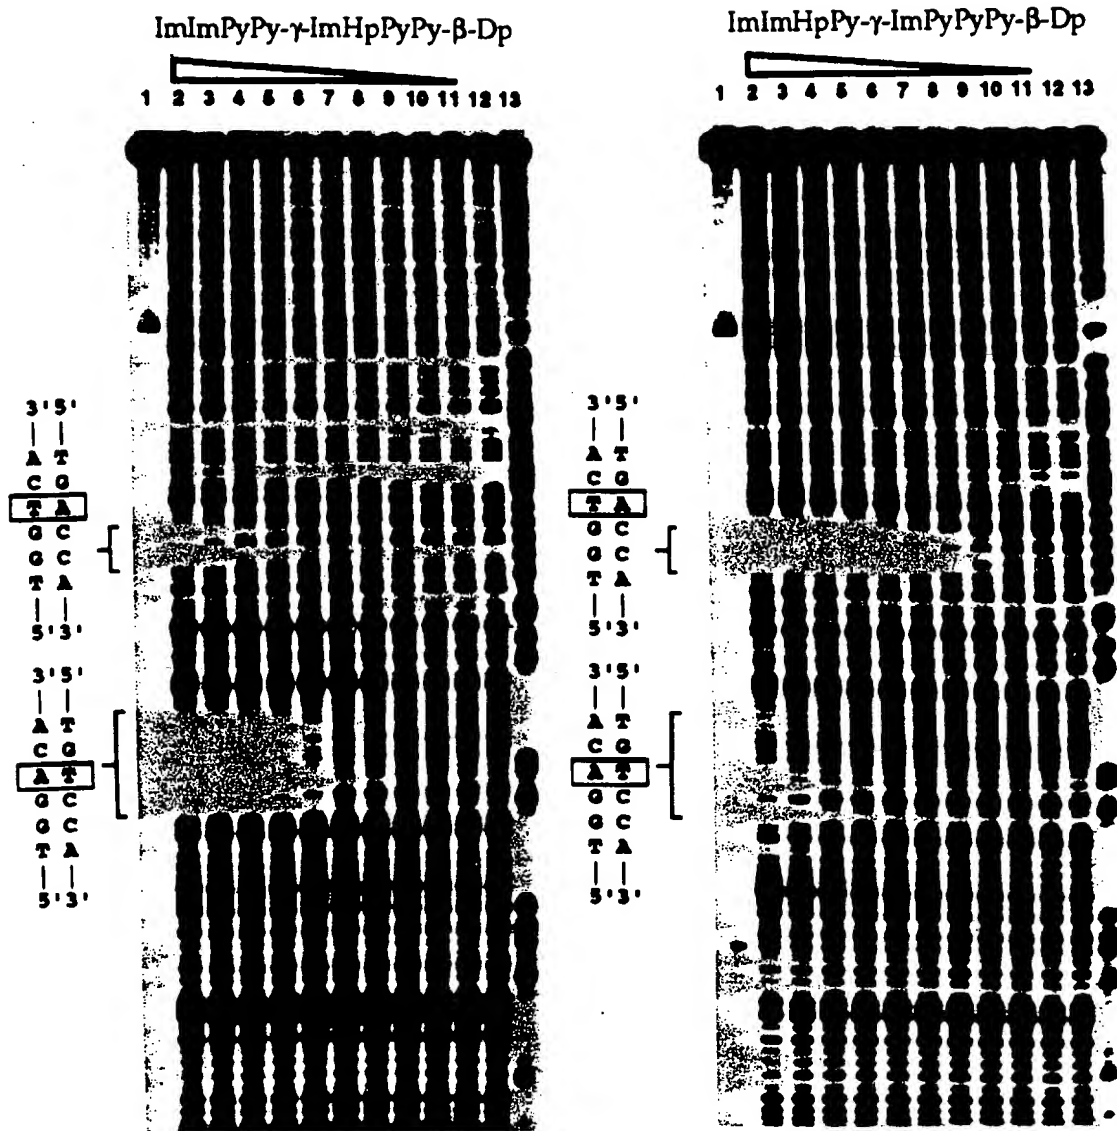 ImImPyPy-γ-ImHpPyPy-β-Dp
1 2 3 4 5 6 7 8 9 10 11 12 13
3' 5'
A T
C G
T A
G C
G C
T A
5' 3'
3' 5'
A T
C G
A T
G C
G C
T A
5' 3'
ImImHpPy-γ-ImPyPyPy-β-Dp
1 2 3 4 5 6 7 8 9 10 11 12 13
3' 5'
A T
C G
T A
G C
G C
T A
5' 3'
3' 5'
A T
C G
A T
G C
G C
T A
5' 3'